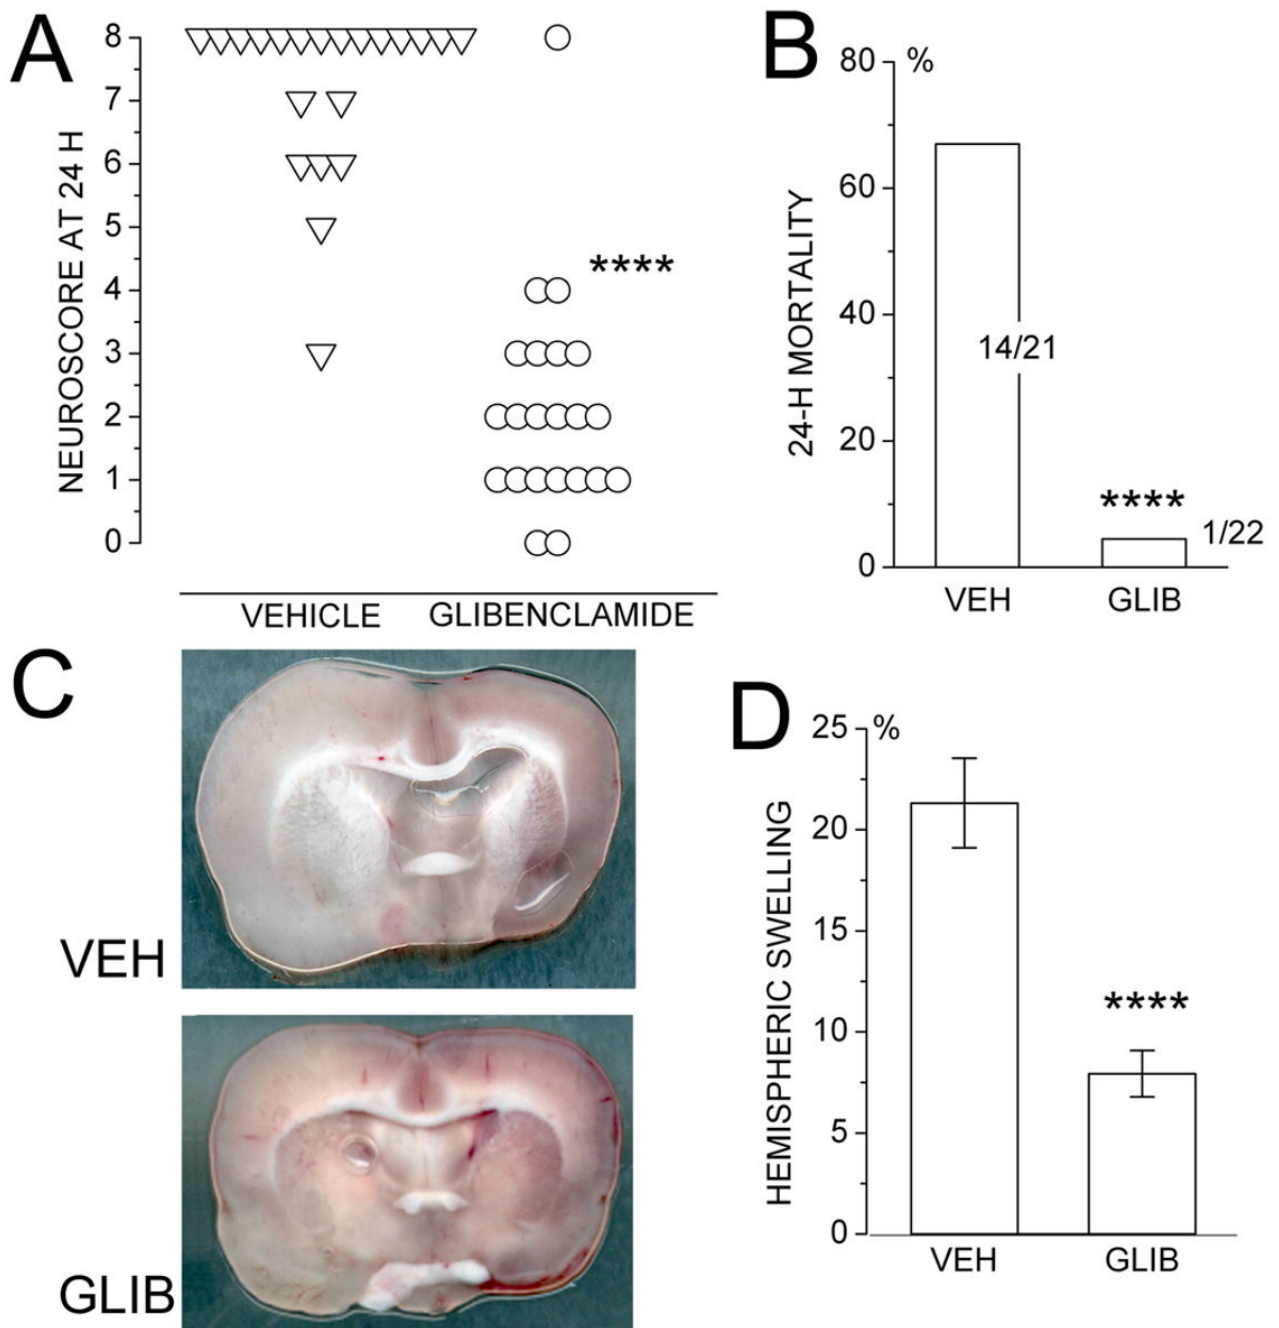 A
NEUROSCORE AT 24 H
8
7
6
5
4
3
2
1
0
****
VEHICLE GLIBENCLAMIDE
B
24-H MORTALITY
80 %
60
40
20
0
14/21
****
1/22
VEH GLIB
C
VEH
GLIB
D
HEMISPHERIC SWELLING
25 %
20
15
10
5
0
****
VEH GLIB